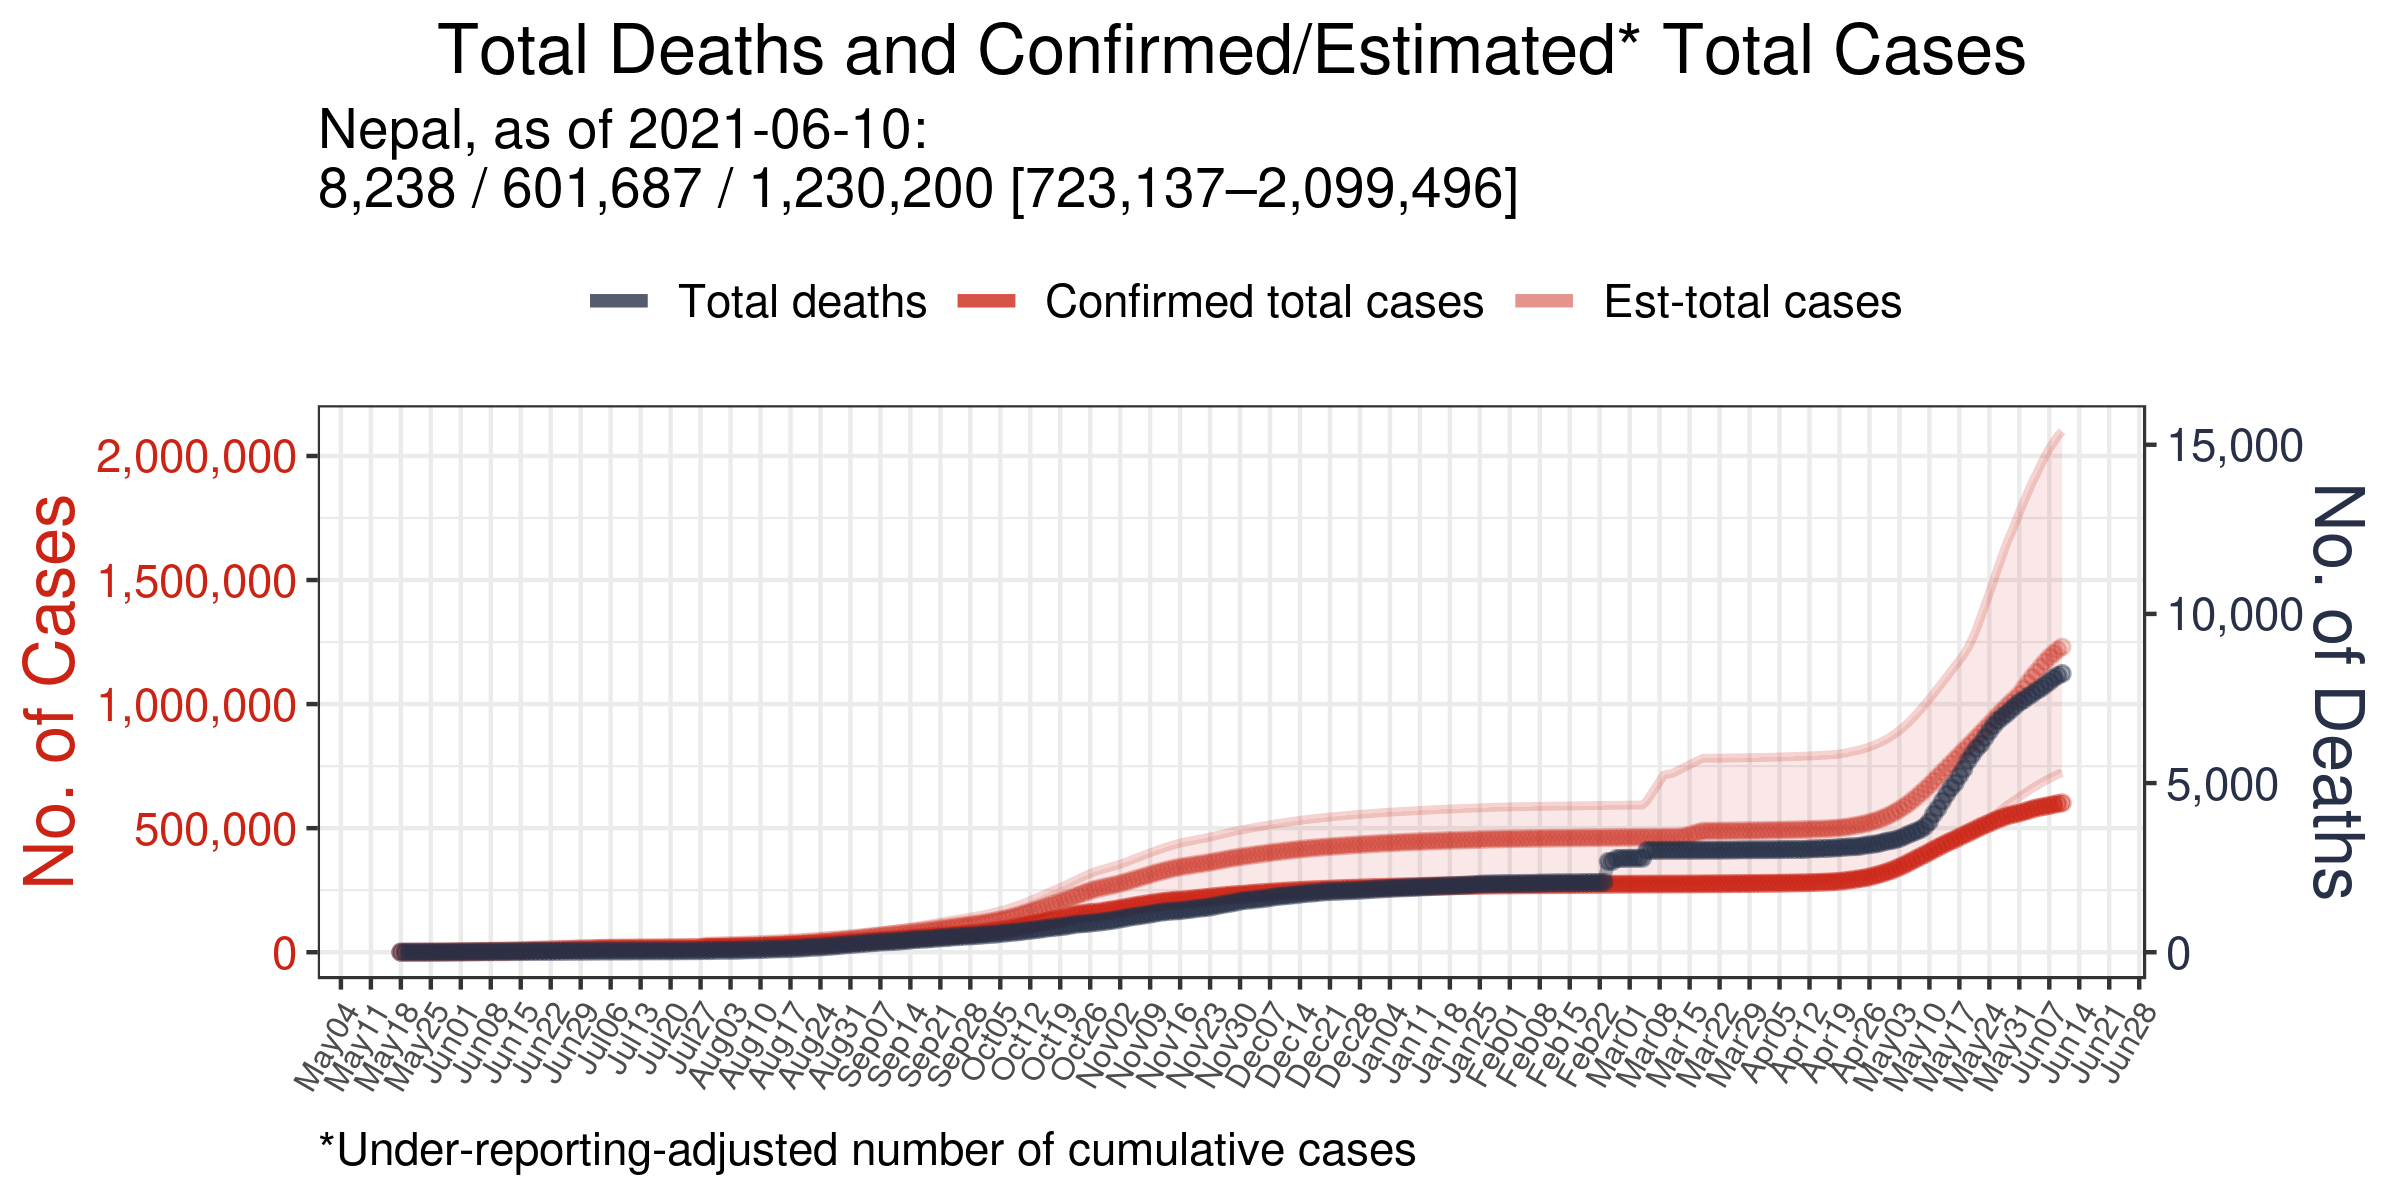 Total Deaths and Confirmed/Estimated* Total Cases
Nepal, as of 2021-06-10:
8,238 / 601,687 / 1,230,200 [723,137–2,099,496]
Total deaths
Confirmed total cases
Est-total cases
No. of Cases
2,000,000
1,500,000
1,000,000
500,000
0
15,000
10,000
5,000
0
No. of Deaths
May04
May11
May18
May25
Jun01
Jun08
Jun15
Jun22
Jun29
Jul06
Jul13
Jul20
Jul27
Aug03
Aug10
Aug17
Aug24
Aug31
Sep07
Sep14
Sep21
Sep28
Oct05
Oct12
Oct19
Oct26
Nov02
Nov09
Nov16
Nov23
Nov30
Dec07
Dec14
Dec21
Dec28
Jan04
Jan11
Jan18
Jan25
Feb01
Feb08
Feb15
Feb22
Mar01
Mar08
Mar15
Mar22
Mar29
Apr05
Apr12
Apr19
Apr26
May03
May10
May17
May24
May31
Jun07
Jun14
Jun21
Jun28
*Under-reporting-adjusted number of cumulative cases